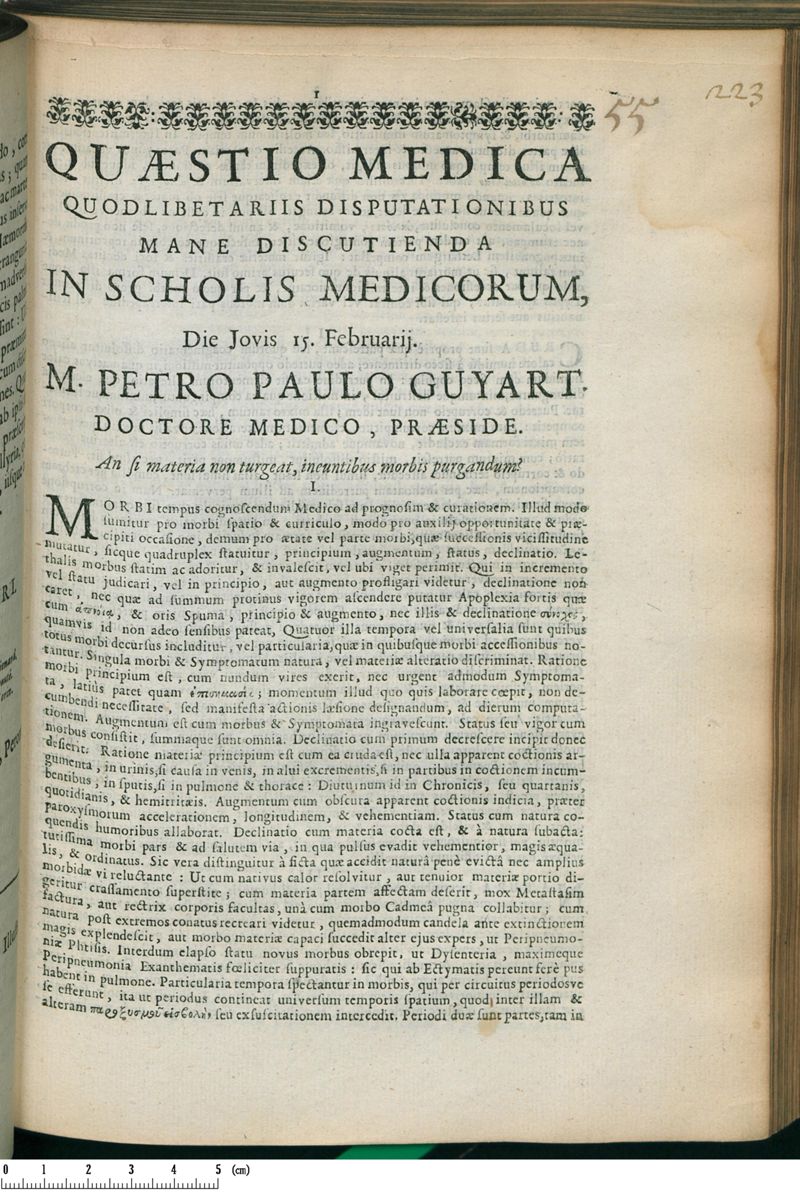 1
55
223
QUÆSTIO MEDICA
QUODLIBETARIIS DISPUTATIONIBUS
MANE DISCUTIENDA
IN SCHOLIS MEDICORUM,
Die Jovis 15. Februarij.
M. PETRO PAULO GUYART.
DOCTORE MEDICO, PRÆSIDE.
An si materia non turgeat, ineuntibus morbis purgandum?
I.
MORBI tempus cognoscendum Medico ad prognosim & curationem. Illud modo
sumitur pro morbi spatio & curriculo, modo pro auxilij opportunitate & præ-
cipiti occasione, demum pro ætate vel parte morbi, quæ successionis vicissitudine
mutatur, sicque quadruplex statuitur, principium, augmentum, status, declinatio. Le-
thalis morbus statim ac adoritur, & invalescit, vel ubi viget perimit. Qui in incremento
vel statu judicari, vel in principio, aut augmento profligari videtur, declinatione non
caret, nec quæ ad summum protinus vigorem ascendere putatur Apoplexia fortis quæ
cum ἀπνοία, & oris Spuma, principio & augmento, nec illis & declinatione συνοχὴς,
quamvis id non adeo sensibus pateat, Quatuor illa tempora vel universalia sunt quibus
totus morbi decursus includitur, vel particularia, quæ in quibusque morbi accessionibus no-
tantur. Singula morbi & Symptomatum natura, vel materiæ alteratio discriminat. Ratione
morbi principium est, cum nondum vires exerit, nec urgent admodum Symptoma-
ta, latius patet quam ἐπισημασία; momentum illud quo quis laborare cœpit, non de-
cumbendi necessitate, sed manifesta actionis læsione designandum, ad dierum computa-
tionem. Augmentum est cum morbus & Symptomata ingravescunt. Status seu vigor cum
morbus consistit, summaque sunt omnia. Declinatio cum primum decrescere incipit donec
desierit. Ratione materiæ principium est cum ea cruda est, nec ulla apparent coctionis ar-
gumenta, in urinis, si causa in venis, in alui excrementis, si in partibus in coctionem incum-
bentibus, in sputis, si in pulmone & thorace: Diuturnum id in Chronicis, seu quartanis,
quotidianis, & hemitritæis. Augmentum cum obscura apparent coctionis indicia, præter
paroxysmorum accelerationem, longitudinem, & vehementiam. Status cum natura co-
quendis humoribus allaborat. Declinatio cum materia cocta est, & à natura subacta:
tutissima morbi pars & ad salutem via, in qua pulsus evadit vehementior, magis æqua-
lis, & ordinatus. Sic vera distinguitur à ficta quæ accidit naturâ penè evictâ nec amplius
morbidæ vi reluctante: Ut cum nativus calor resolvitur, aut tenuior materiæ portio di-
geritur crassamento superstite; cum materia partem affectam deserit, mox Metastasim
factura, aut rectrix corporis facultas, unà cum morbo Cadmeâ pugna collabitur; cum
natura post extremos conatus recreari videtur, quemadmodum candela ante extinctionem
magis explendescit, aut morbo materiæ capaci succedit alter ejus expers, ut Peripneumo-
niæ Phtisis. Interdum elapso statu novus morbus obrepit, ut Dysenteria, maximeque
Peripneumonia Exanthematis fœliciter suppuratis: sic qui ab Ectymatis pereunt ferè pus
habent in pulmone. Particularia tempora spectantur in morbis, qui per circuitus periodosve
se efferunt, ita ut periodus contineat universum temporis spatium, quod inter illam &
alteram παροξυσμοῦ εἰσβολὴν seu exsuscitationem intercedit. Periodi duæ sunt partes, tam in